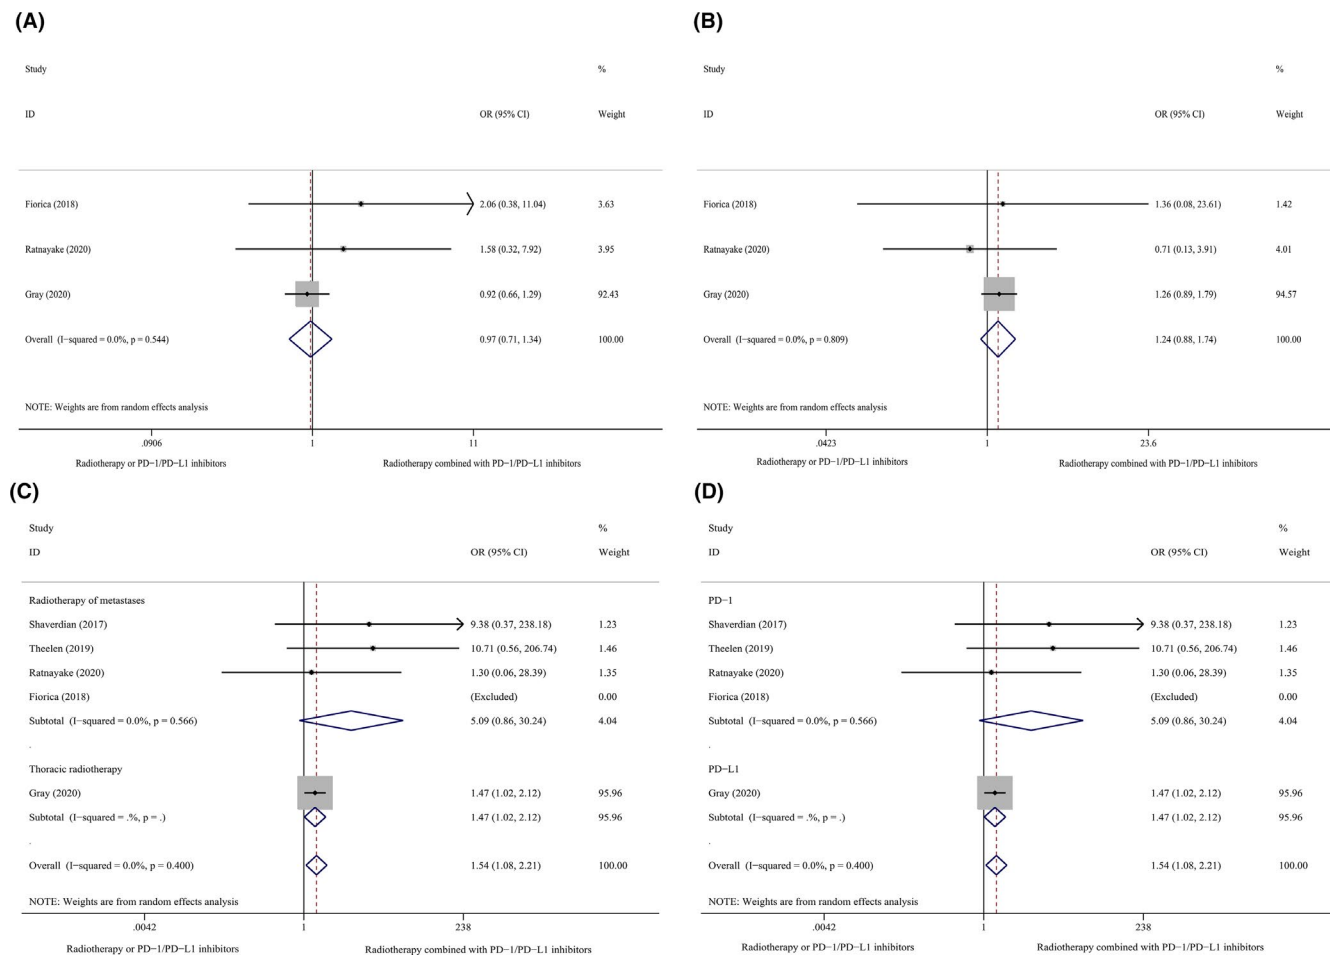 (A)
Study %
ID OR (95% CI) Weight
Fiorica (2018) 2.06 (0.38, 11.04) 3.63
Ratnayake (2020) 1.58 (0.32, 7.92) 3.95
Gray (2020) 0.92 (0.66, 1.29) 92.43
Overall (I−squared = 0.0%, p = 0.544) 0.97 (0.71, 1.34) 100.00
NOTE: Weights are from random effects analysis
.0906 1 11
Radiotherapy or PD−1/PD−L1 inhibitors Radiotherapy combined with PD−1/PD−L1 inhibitors
(B)
Study %
ID OR (95% CI) Weight
Fiorica (2018) 1.36 (0.08, 23.61) 1.42
Ratnayake (2020) 0.71 (0.13, 3.91) 4.01
Gray (2020) 1.26 (0.89, 1.79) 94.57
Overall (I−squared = 0.0%, p = 0.809) 1.24 (0.88, 1.74) 100.00
NOTE: Weights are from random effects analysis
.0423 1 23.6
Radiotherapy or PD−1/PD−L1 inhibitors Radiotherapy combined with PD−1/PD−L1 inhibitors
(C)
Study %
ID OR (95% CI) Weight
Radiotherapy of metastases
Shaverdian (2017) 9.38 (0.37, 238.18) 1.23
Theelen (2019) 10.71 (0.56, 206.74) 1.46
Ratnayake (2020) 1.30 (0.06, 28.39) 1.35
Fiorica (2018) (Excluded) 0.00
Subtotal (I−squared = 0.0%, p = 0.566) 5.09 (0.86, 30.24) 4.04
.
Thoracic radiotherapy
Gray (2020) 1.47 (1.02, 2.12) 95.96
Subtotal (I−squared = .%, p = .) 1.47 (1.02, 2.12) 95.96
.
Overall (I−squared = 0.0%, p = 0.400) 1.54 (1.08, 2.21) 100.00
NOTE: Weights are from random effects analysis
.0042 1 238
Radiotherapy or PD−1/PD−L1 inhibitors Radiotherapy combined with PD−1/PD−L1 inhibitors
(D)
Study %
ID OR (95% CI) Weight
PD−1
Shaverdian (2017) 9.38 (0.37, 238.18) 1.23
Theelen (2019) 10.71 (0.56, 206.74) 1.46
Ratnayake (2020) 1.30 (0.06, 28.39) 1.35
Fiorica (2018) (Excluded) 0.00
Subtotal (I−squared = 0.0%, p = 0.566) 5.09 (0.86, 30.24) 4.04
.
PD−L1
Gray (2020) 1.47 (1.02, 2.12) 95.96
Subtotal (I−squared = .%, p = .) 1.47 (1.02, 2.12) 95.96
.
Overall (I−squared = 0.0%, p = 0.400) 1.54 (1.08, 2.21) 100.00
NOTE: Weights are from random effects analysis
.0042 1 238
Radiotherapy or PD−1/PD−L1 inhibitors Radiotherapy combined with PD−1/PD−L1 inhibitors